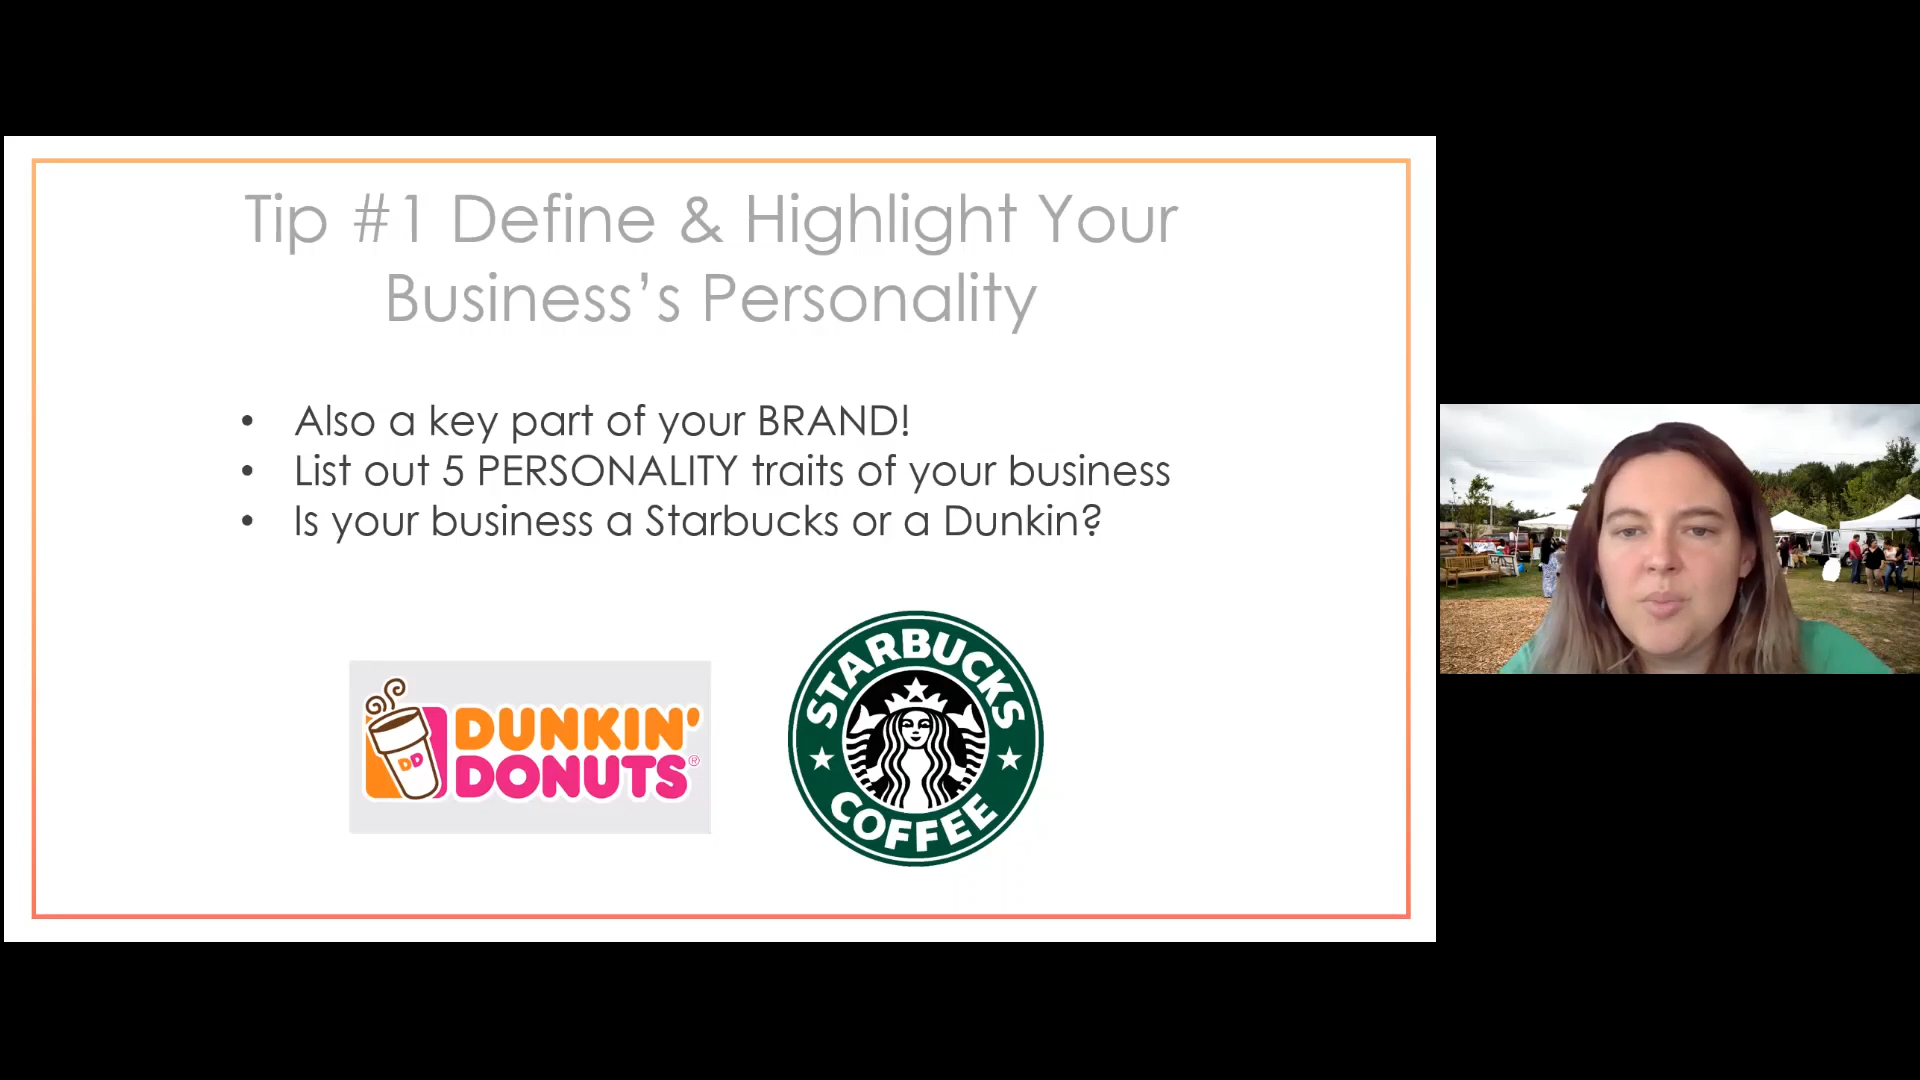 Tip #1 Define & Highlight Your
Business’s Personality
• Also a key part of your BRAND!
• List out 5 PERSONALITY traits of your business
• Is your business a Starbucks or a Dunkin?
DD
DUNKIN'
DONUTS®
STARBUCKS
COFFEE